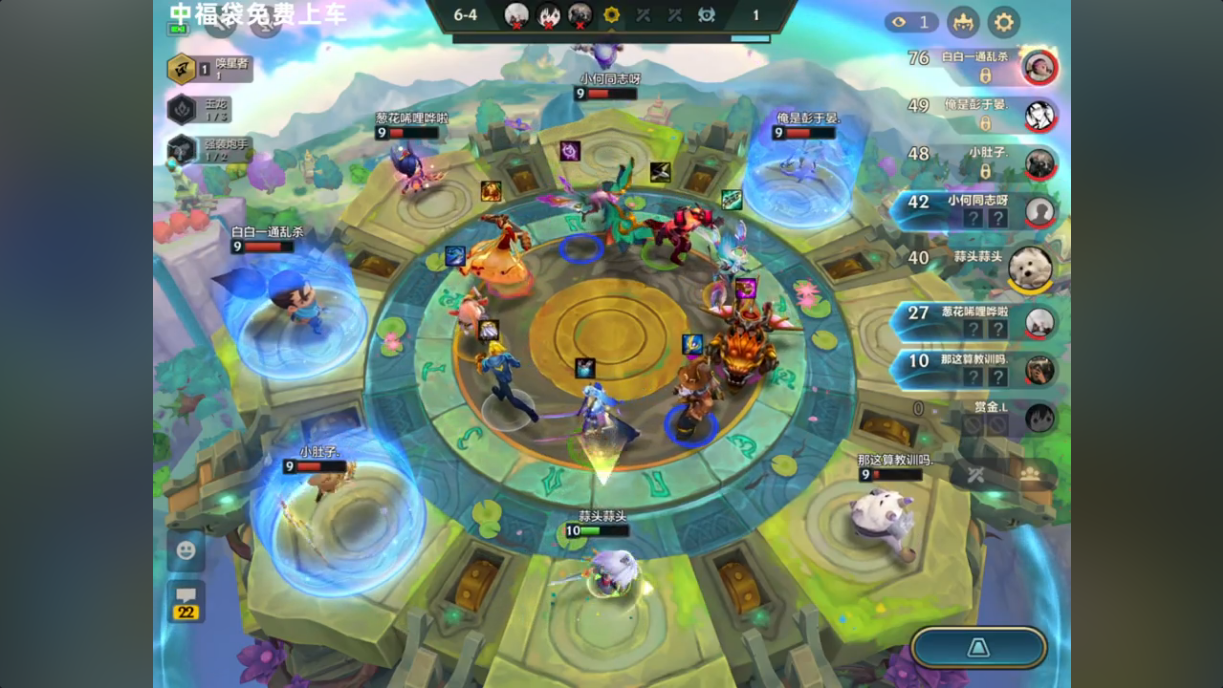 中福袋免费上车
6-4
1
1
1 唤星者
1
玉龙
1 / 3
强袭炮手
1 / 2
小何同志呀
9
葱花唏哩哗啦
9
俺是彭于晏.
9
白白一通乱杀
9
小肚子.
9
那这算教训吗.
9
蒜头蒜头
10
76 白白一通乱杀
49 俺是彭于晏.
48 小肚子.
42 小何同志呀
? ?
40 蒜头蒜头
27 葱花唏哩哗啦
? ?
10 那这算教训吗.
? ?
0 赏金.L
22